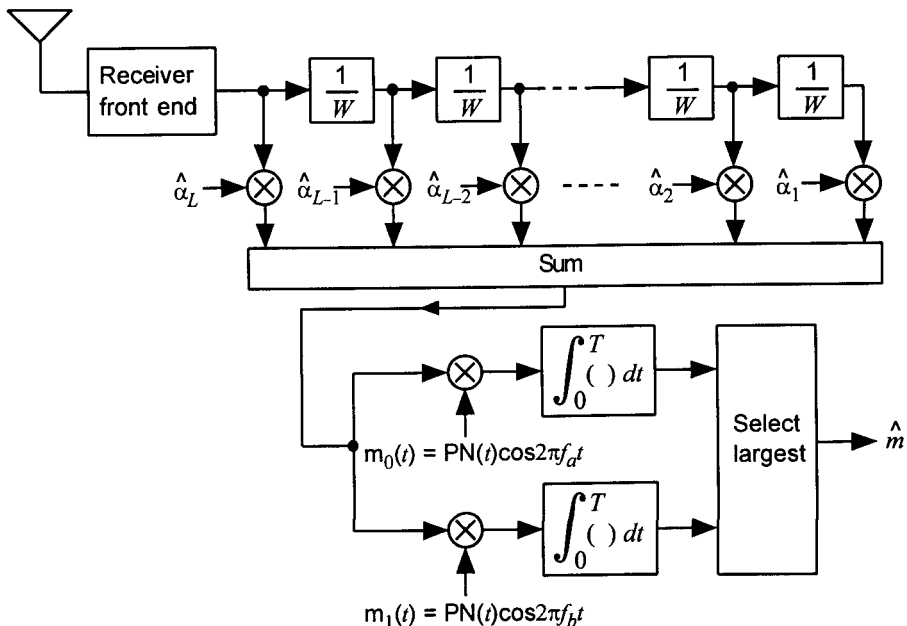 Receiver
front end
1/W
1/W
1/W
1/W
α̂_L
α̂_{L-1}
α̂_{L-2}
α̂_2
α̂_1
Sum
∫_0^T ( ) dt
m_0(t) = PN(t)cos2πf_a t
Select
largest
m̂
∫_0^T ( ) dt
m_1(t) = PN(t)cos2πf_b t